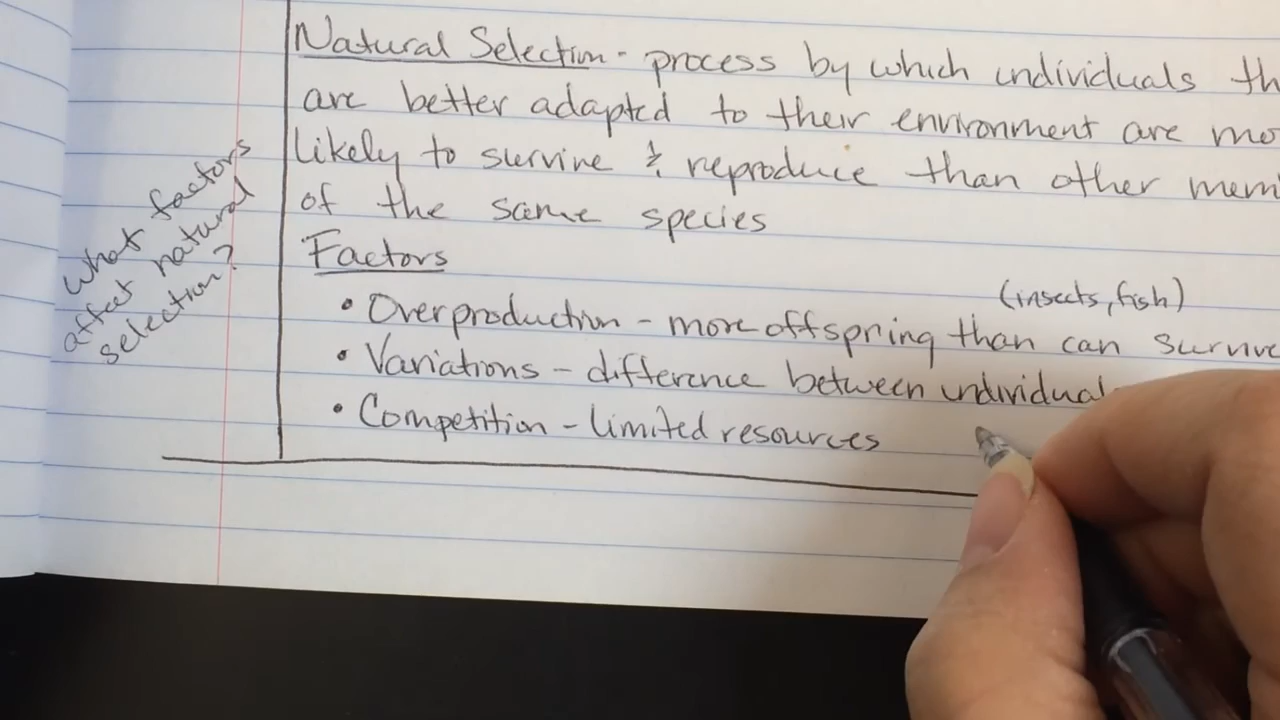 Natural Selection - process by which individuals th
are better adapted to their environment are mo
likely to survive & reproduce than other mem
of the same species
What factors
affect natural
selection?
Factors
(insects, fish)
• Overproduction - more offspring than can survive
• Variations - difference between individual
• Competition - limited resources